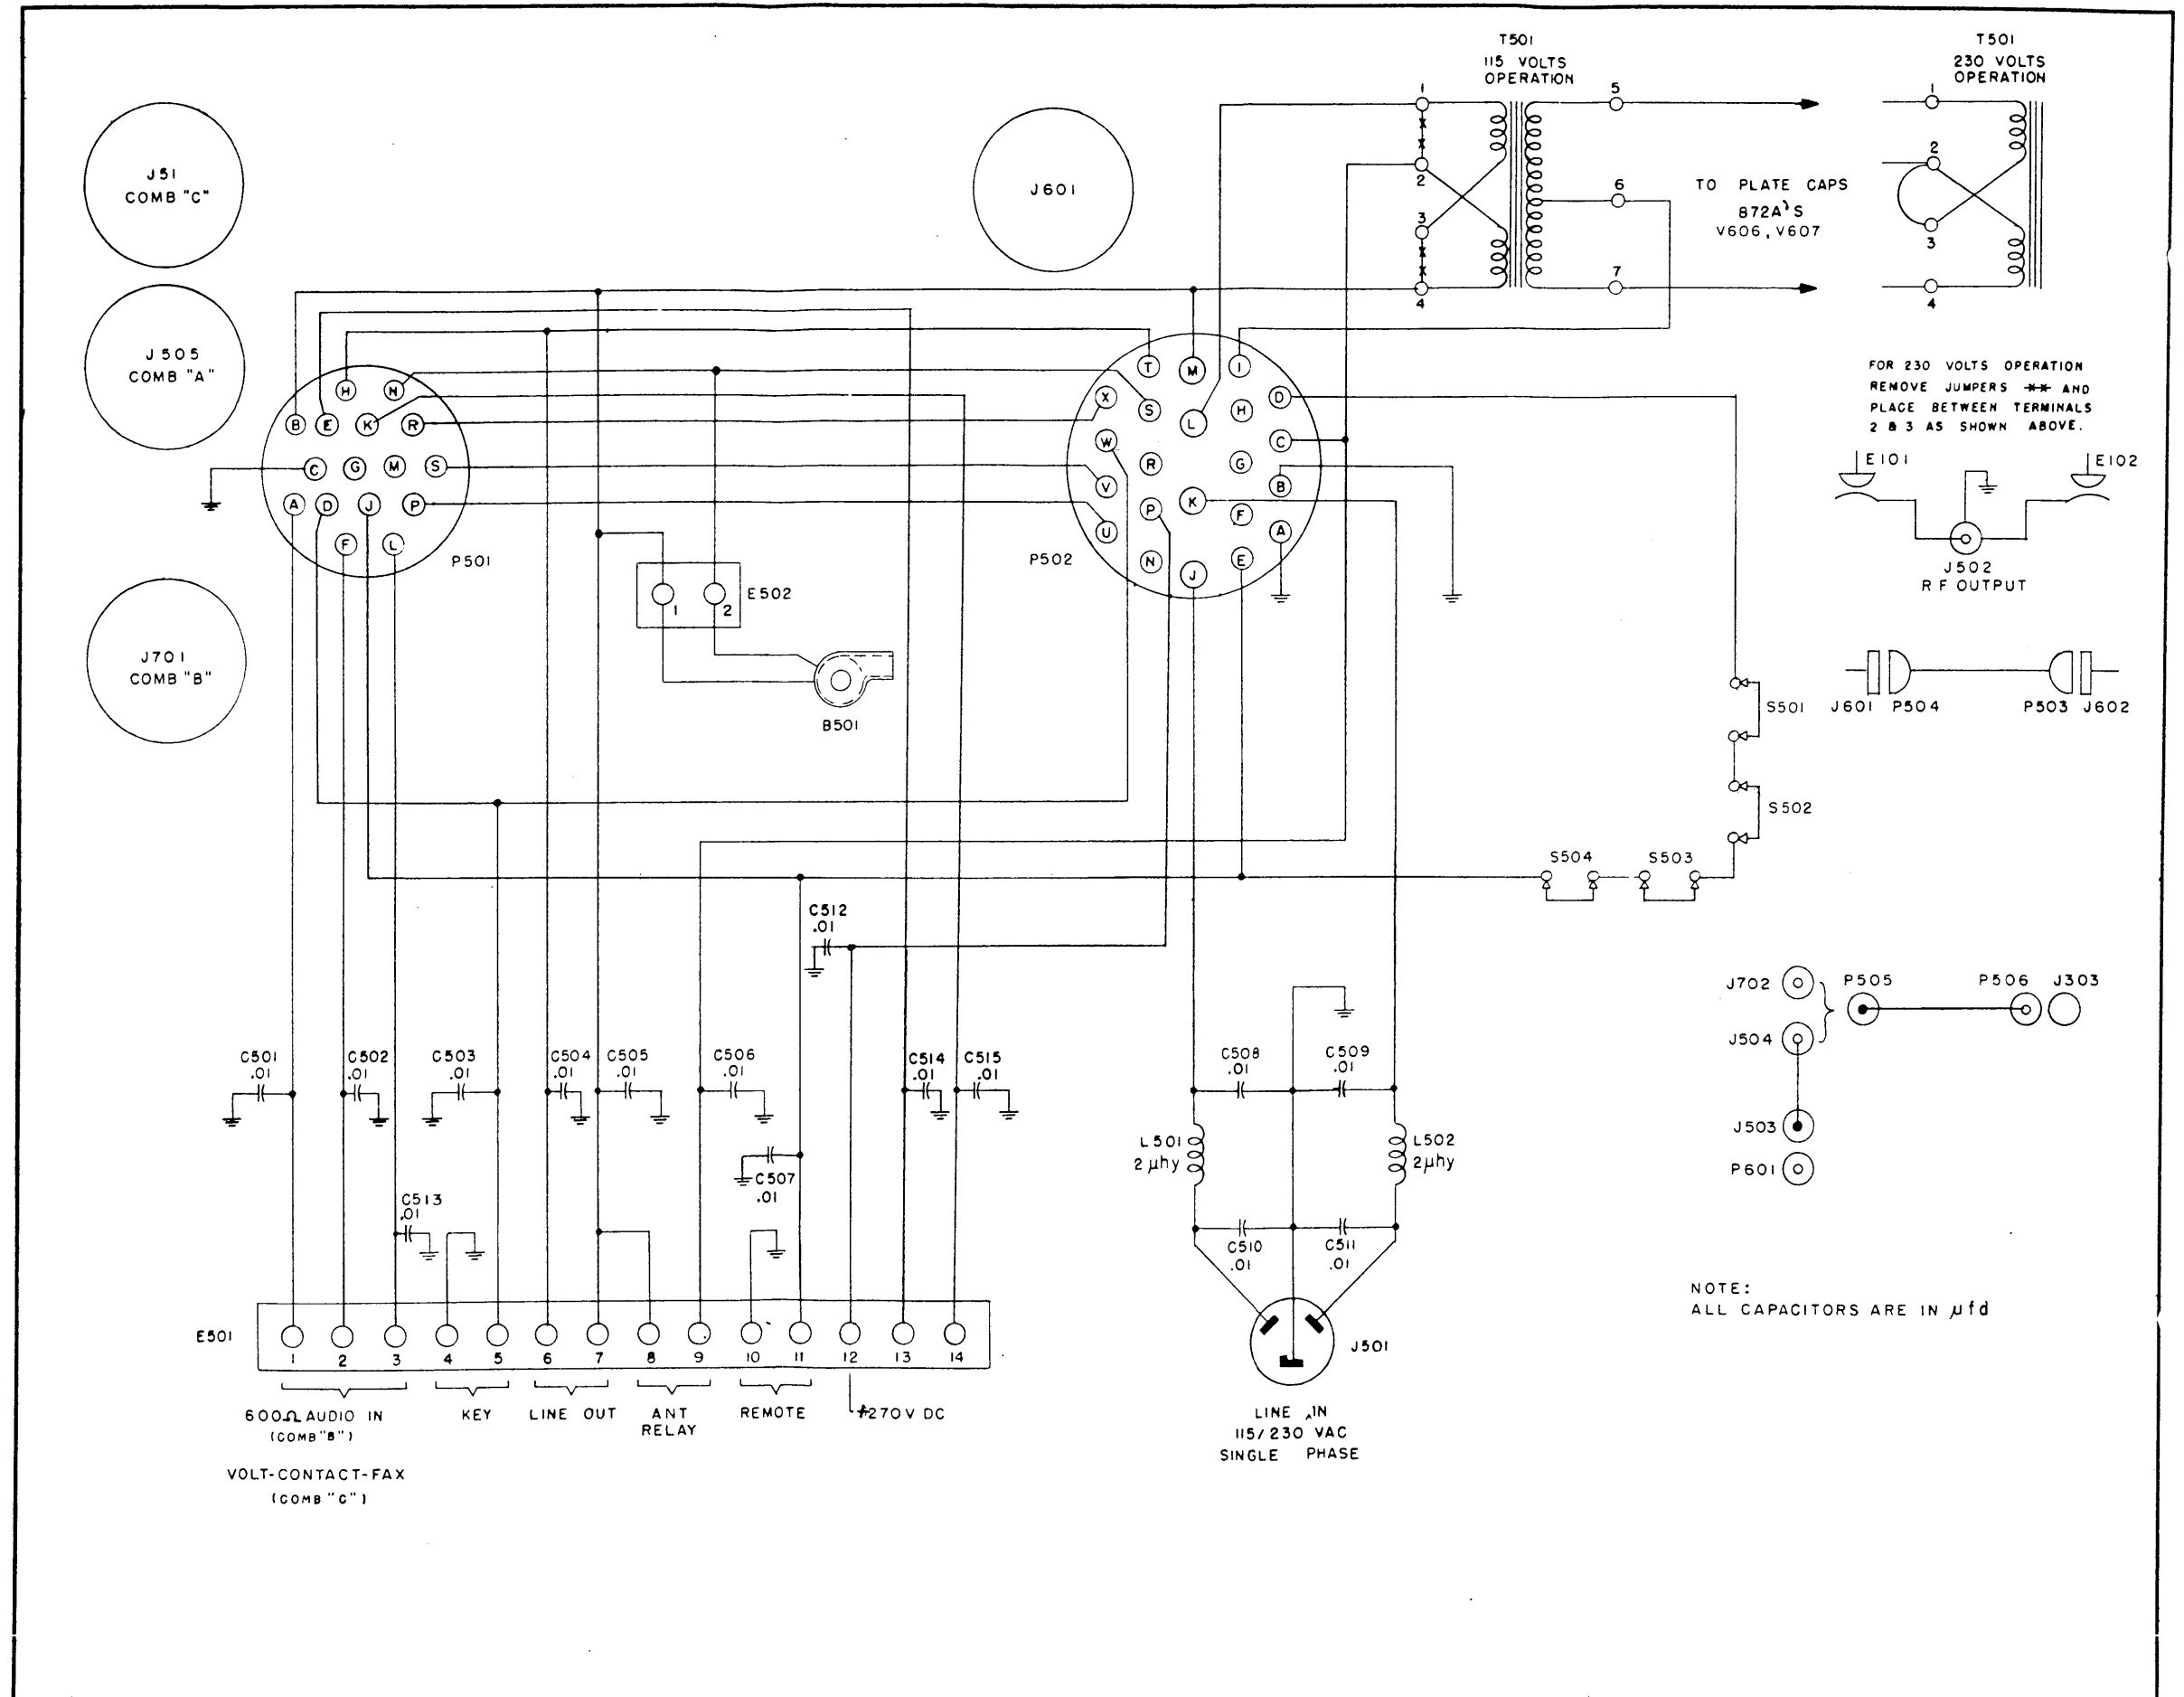 T501
115 VOLTS
OPERATION
T501
230 VOLTS
OPERATION
1
2
3
4
5
6
7
1
2
3
4
TO PLATE CAPS
872A'S
V606, V607
J51
COMB "C"
J601
J505
COMB "A"
J701
COMB "B"
FOR 230 VOLTS OPERATION
REMOVE JUMPERS ** AND
PLACE BETWEEN TERMINALS
2 & 3 AS SHOWN ABOVE.
H N
B E K R
C G M S
A D J P
F L
P501
T M I
X S L H D
W R G C
V P K F B
U N J E A
P502
E502
1 2
B501
E101
E102
J502
RF OUTPUT
S501
S502
S504
S503
J601 P504
P503 J602
C512
.01
J702
P505
P506
J303
J504
J503
P601
C501
.01
C502
.01
C503
.01
C504
.01
C505
.01
C506
.01
C514
.01
C515
.01
C508
.01
C509
.01
C507
.01
C513
.01
L501
2 µhy
L502
2µhy
C510
.01
C511
.01
NOTE:
ALL CAPACITORS ARE IN µfd
E501
1 2 3 4 5 6 7 8 9 10 11 12 13 14
J501
600Ω AUDIO IN
(COMB "B")
KEY
LINE OUT
ANT
RELAY
REMOTE
+270V DC
LINE IN
115/230 VAC
SINGLE PHASE
VOLT-CONTACT-FAX
(COMB "C")